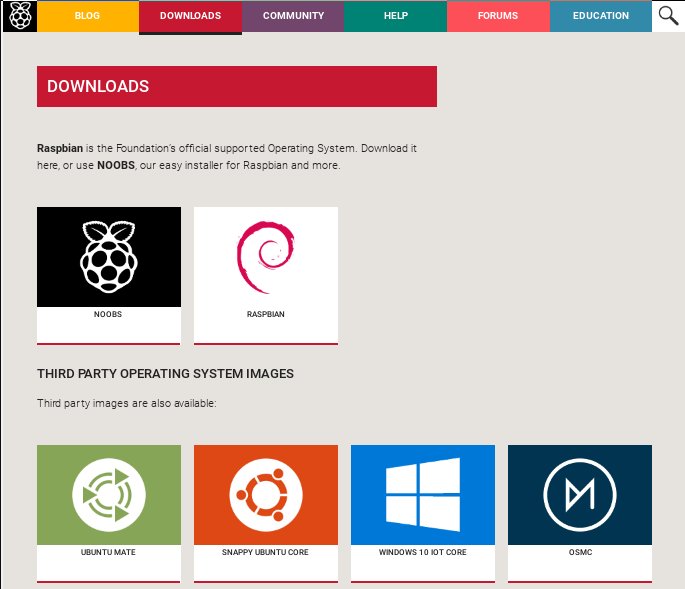 BLOG DOWNLOADS COMMUNITY HELP FORUMS EDUCATION
DOWNLOADS
Raspbian is the Foundation's official supported Operating System. Download it
here, or use NOOBS, our easy installer for Raspbian and more.
NOOBS RASPBIAN
THIRD PARTY OPERATING SYSTEM IMAGES
Third party images are also available:
UBUNTU MATE SNAPPY UBUNTU CORE WINDOWS 10 IOT CORE OSMC